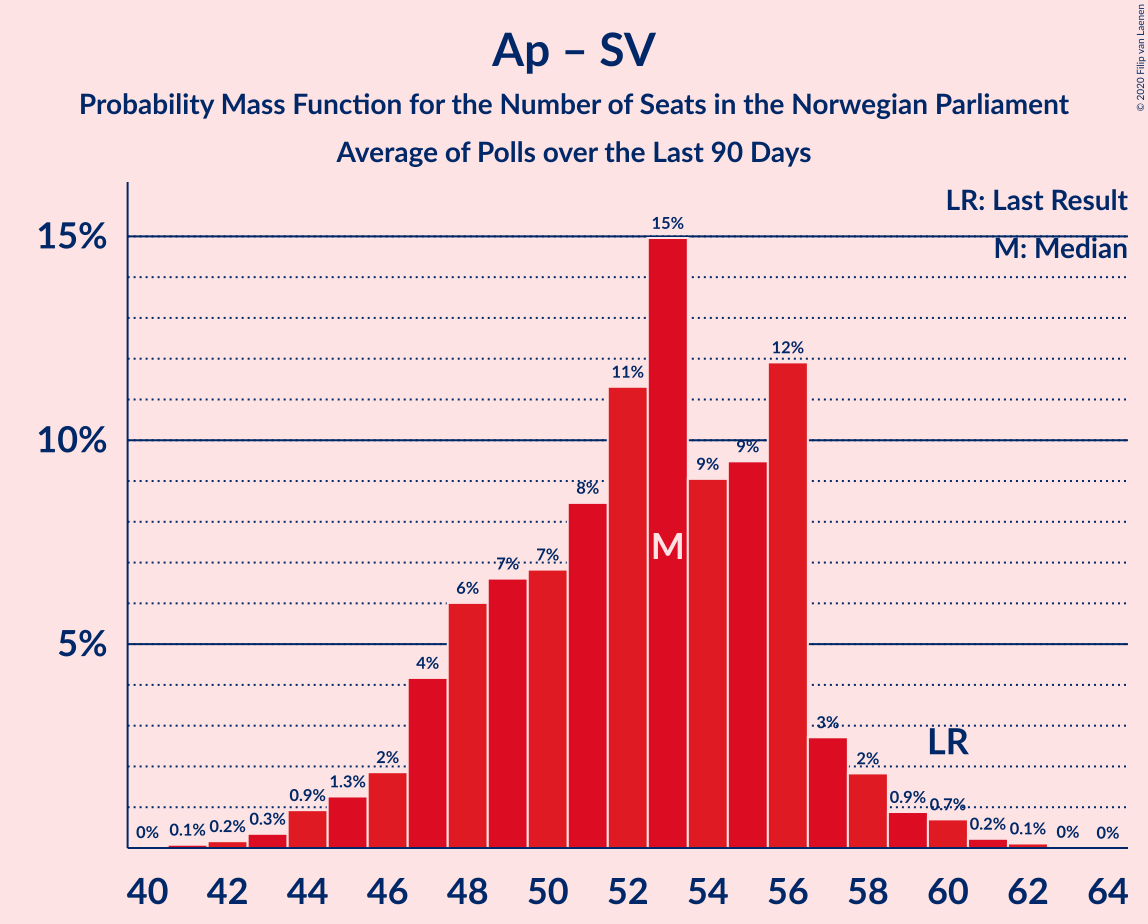 Ap – SV
Probability Mass Function for the Number of Seats in the Norwegian Parliament
Average of Polls over the Last 90 Days
© 2020 Filip van Laenen
LR: Last Result
M: Median
15%
10%
5%
0% 0.1% 0.2% 0.3% 0.9% 1.3% 2% 4% 6% 7% 7% 8% 11% 15% 9% 9% 12% 3% 2% 0.9% 0.7% 0.2% 0.1% 0% 0%
M
LR
40 42 44 46 48 50 52 54 56 58 60 62 64